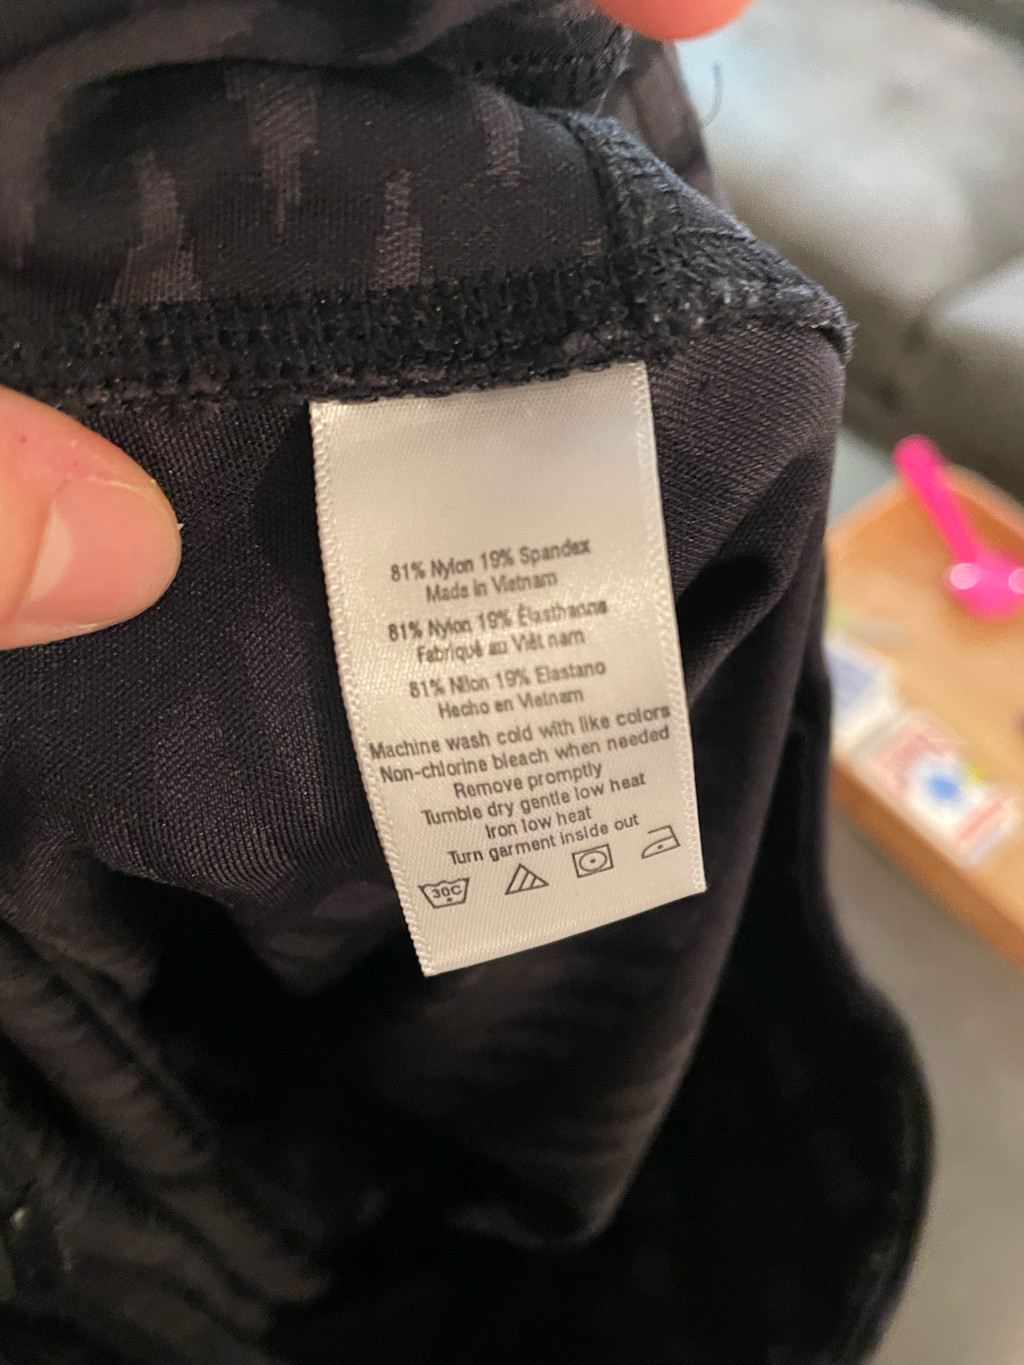 81% Nylon 19% Spandex
Made in Vietnam
81% Nylon 19% Élasthanne
Fabriqué au Việt nam
81% Nilon 19% Elastano
Hecho en Vietnam
Machine wash cold with like colors
Non-chlorine bleach when needed
Remove promptly
Tumble dry gentle low heat
Iron low heat
Turn garment inside out
30C